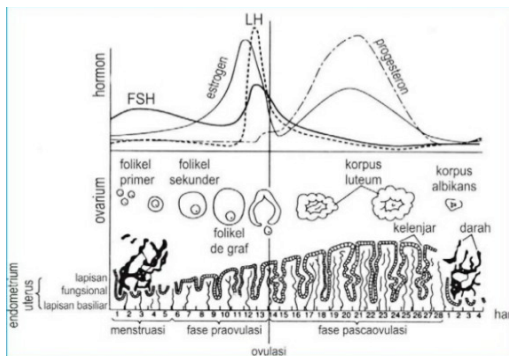 LH
hormon
estrogen
progesteron
FSH
ovarium
folikel
primer
folikel
sekunder
folikel
de graf
korpus
luteum
korpus
albikans
kelenjar
darah
endometrium
uterus
lapisan
fungsional
lapisan basiliar
1 2 3 4 5 6 7 8 9 10 11 12 13 14 15 16 17 18 19 20 21 22 23 24 25 26 27 28 1 2 3 4
har
menstruasi
fase praovulasi
fase pascaovulasi
ovulasi